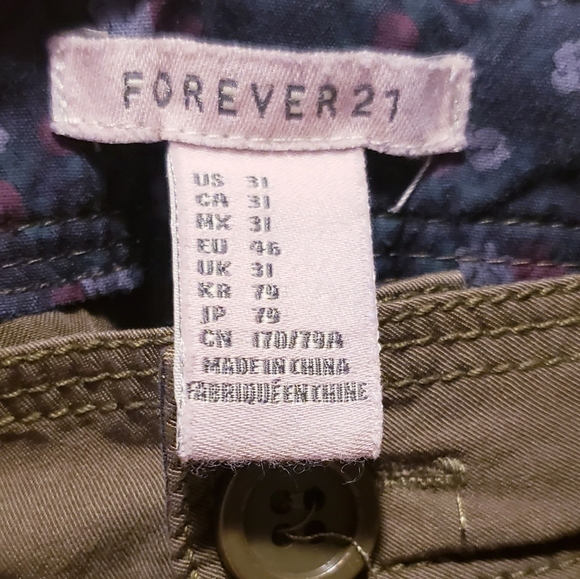 FOREVER21
US 31
CA 31
MX 31
EU 46
UK 31
KR 79
JP 79
CN 170/79A
MADE IN CHINA
FABRIQUÉ EN CHINE